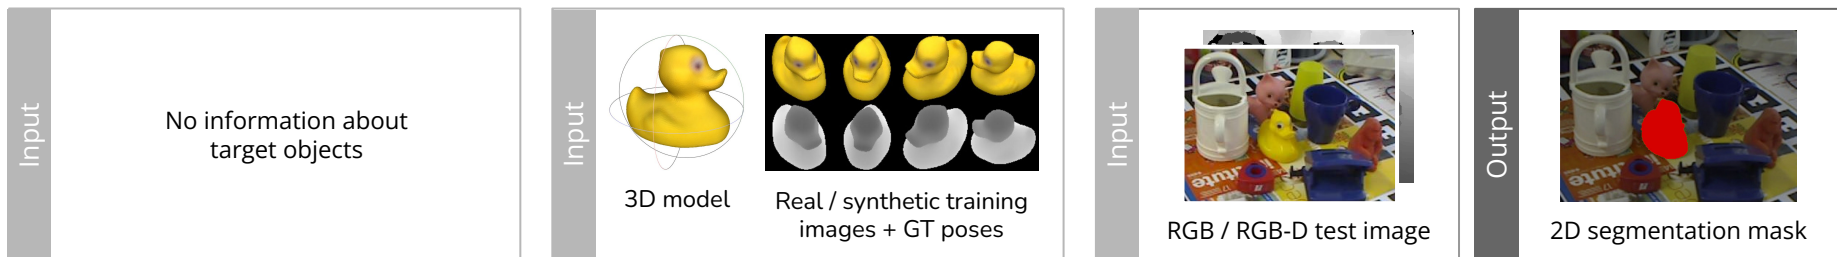 Input
No information about
target objects
Input
3D model
Real / synthetic training
images + GT poses
Input
RGB / RGB-D test image
Output
2D segmentation mask